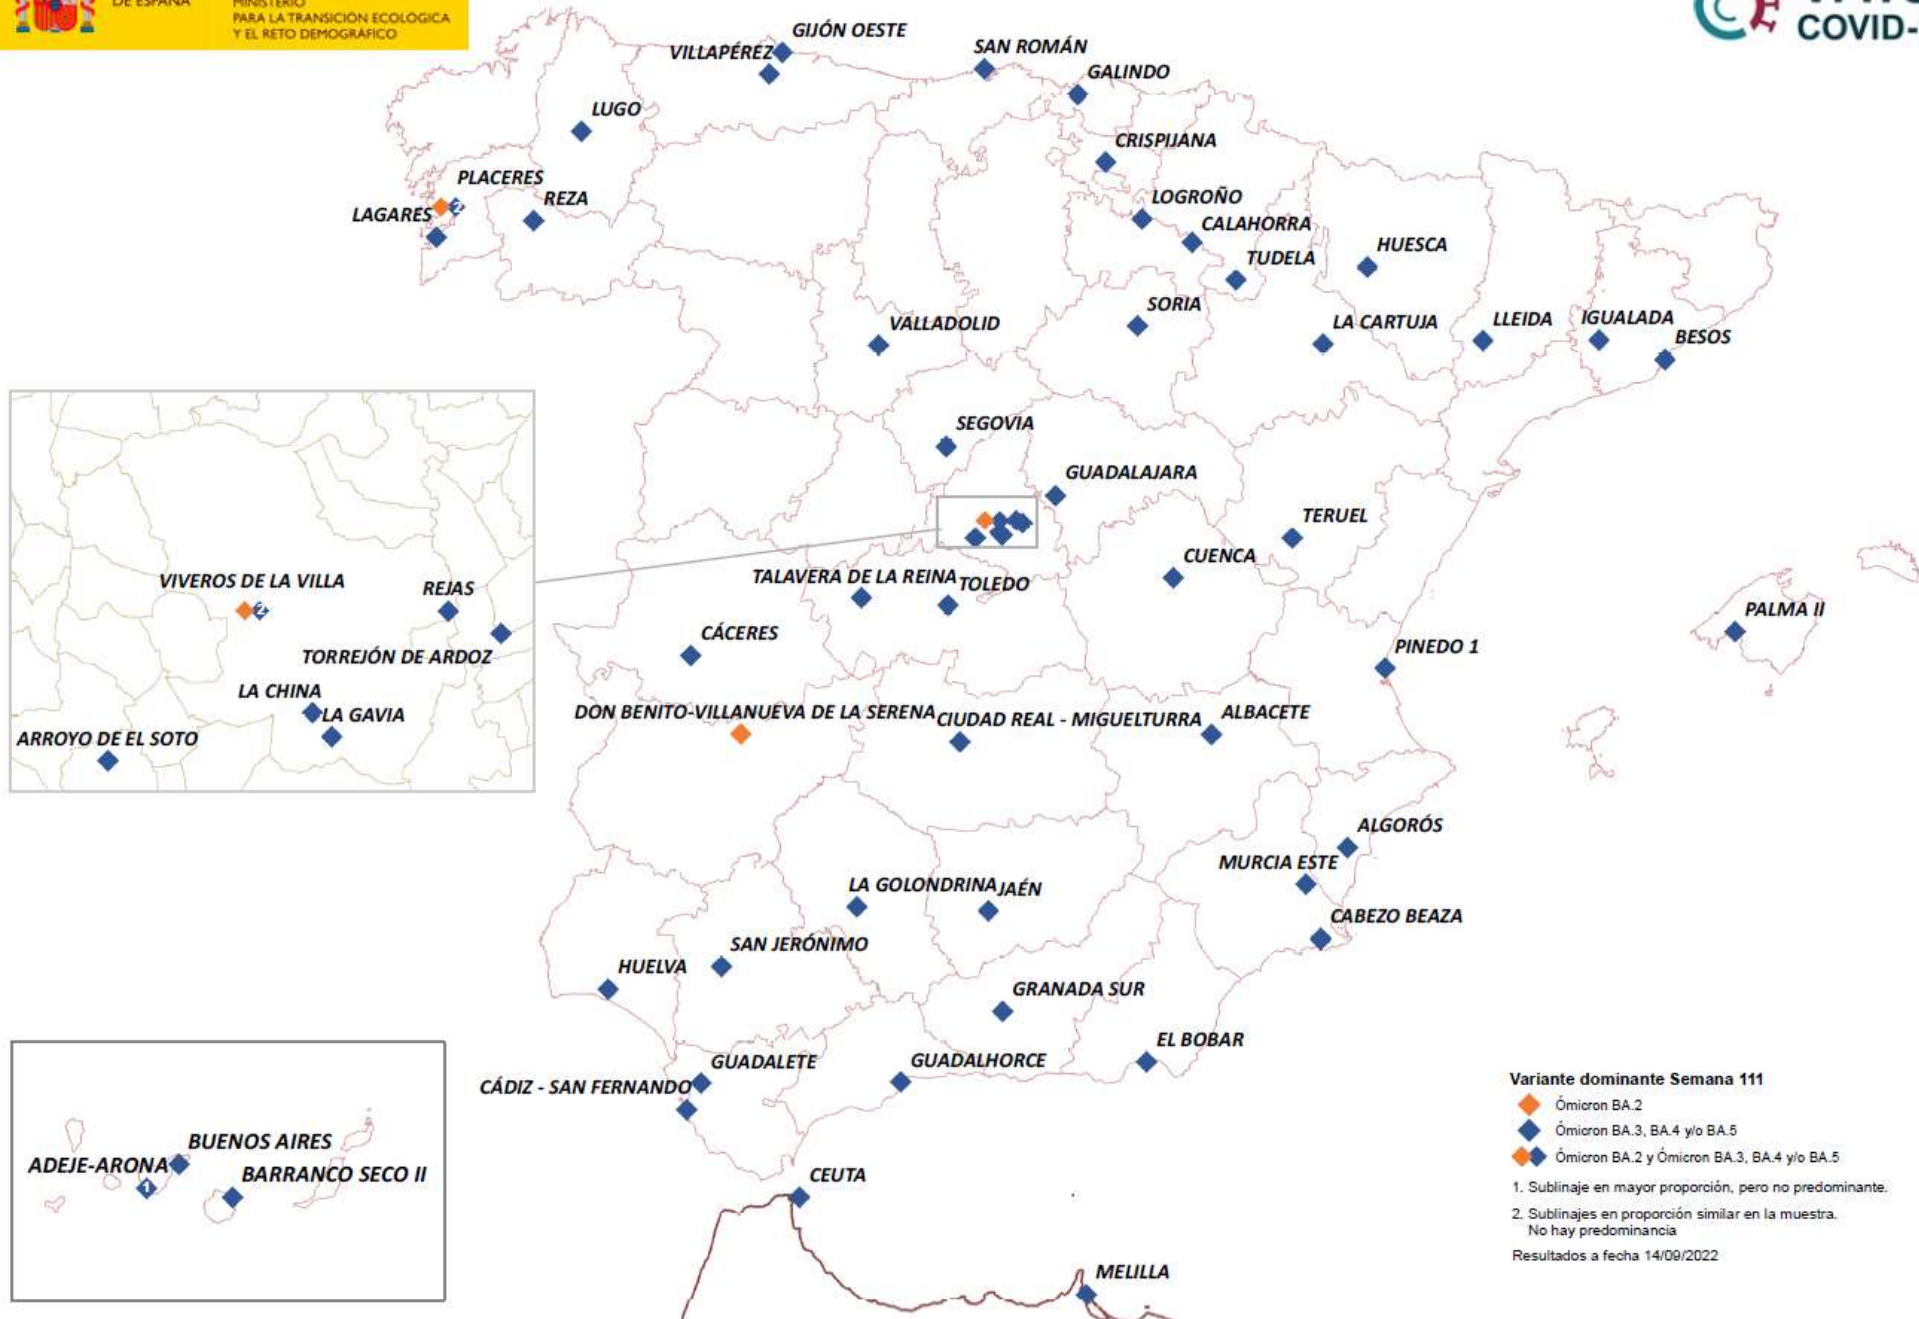 DE ESPAÑA
MINISTERIO
PARA LA TRANSICIÓN ECOLÓGICA
Y EL RETO DEMOGRÁFICO
COVID-
GIJÓN OESTE
VILLAPÉREZ
SAN ROMÁN
GALINDO
LUGO
CRISPIJANA
PLACERES
2
REZA
LAGARES
LOGROÑO
CALAHORRA
TUDELA
HUESCA
SORIA
VALLADOLID
LA CARTUJA
LLEIDA
IGUALADA
BESOS
SEGOVIA
GUADALAJARA
TERUEL
CUENCA
TALAVERA DE LA REINA
TOLEDO
VIVEROS DE LA VILLA
2
REJAS
TORREJÓN DE ARDOZ
LA CHINA
LA GAVIA
ARROYO DE EL SOTO
PALMA II
CÁCERES
PINEDO 1
DON BENITO-VILLANUEVA DE LA SERENA
CIUDAD REAL - MIGUELTURRA
ALBACETE
ALGORÓS
MURCIA ESTE
LA GOLONDRINA
JAÉN
CABEZO BEAZA
SAN JERÓNIMO
HUELVA
GRANADA SUR
EL BOBAR
GUADALETE
GUADALHORCE
CÁDIZ - SAN FERNANDO
BUENOS AIRES
ADEJE-ARONA
1
BARRANCO SECO II
CEUTA
MELILLA
Variante dominante Semana 111
Ómicron BA.2
Ómicron BA.3, BA.4 y/o BA.5
Ómicron BA.2 y Ómicron BA.3, BA.4 y/o BA.5
1. Sublinaje en mayor proporción, pero no predominante.
2. Sublinajes en proporción similar en la muestra.
No hay predominancia
Resultados a fecha 14/09/2022